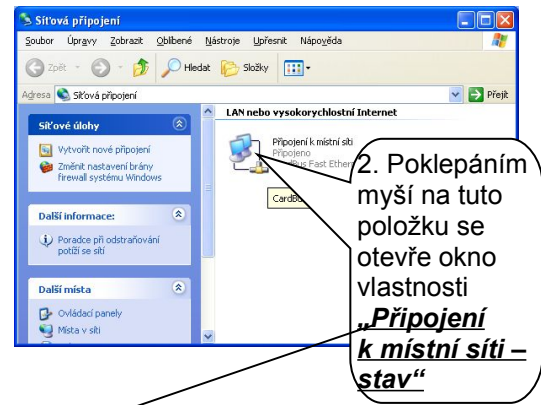 Síťová připojení
Soubor Úpravy Zobrazit Oblíbené Nástroje Upřesnit Nápověda
Zpět Hledat Složky
Adresa Síťová připojení Přejít
LAN nebo vysokorychlostní Internet
Síťové úlohy
Vytvořit nové připojení
Změnit nastavení brány
firewall systému Windows
Další informace:
Poradce při odstraňování
potíží se sítí
Další místa
Ovládací panely
Místa v síti
Připojení k místní síti
Připojeno
Bus Fast Ethern
CardB
2. Poklepáním
myší na tuto
položku se
otevře okno
vlastnosti
„Připojení
k místní síti –
stav“